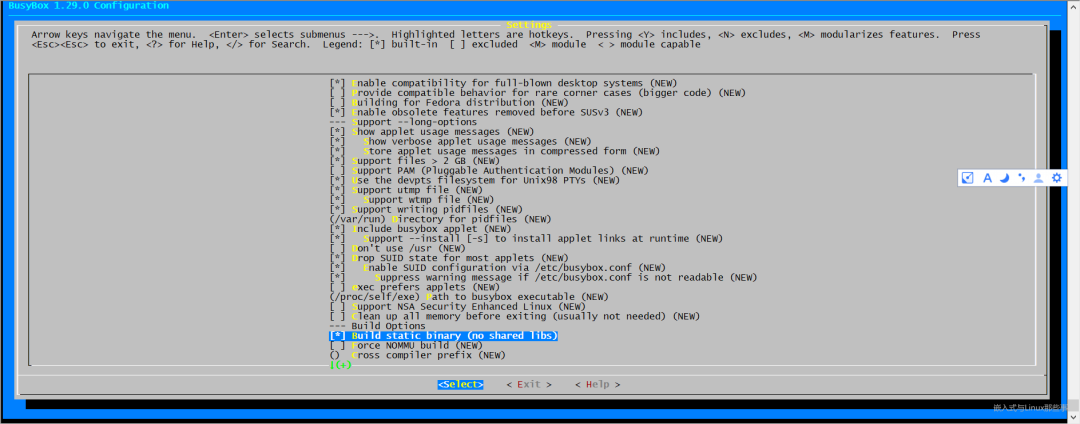 BusyBox 1.29.0 Configuration
Settings
Arrow keys navigate the menu.  <Enter> selects submenus --->.  Highlighted letters are hotkeys.  Pressing <Y> includes, <N> excludes, <M> modularizes features.  Press
<Esc><Esc> to exit, <?> for Help, </> for Search.  Legend: [*] built-in  [ ] excluded  <M> module  < > module capable
[*] Enable compatibility for full-blown desktop systems (NEW)
[ ] Provide compatible behavior for rare corner cases (bigger code) (NEW)
[ ] Building for Fedora distribution (NEW)
[*] Enable obsolete features removed before SUSv3 (NEW)
--- Support --long-options
[*] Show applet usage messages (NEW)
[*]   Show verbose applet usage messages (NEW)
[*]   Store applet usage messages in compressed form (NEW)
[*] Support files > 2 GB (NEW)
[ ] Support PAM (Pluggable Authentication Modules) (NEW)
[*] Use the devpts filesystem for Unix98 PTYs (NEW)
[*] Support utmp file (NEW)
[*]   Support wtmp file (NEW)
[*] Support writing pidfiles (NEW)
(/var/run) Directory for pidfiles (NEW)
[*] Include busybox applet (NEW)
[*]   Support --install [-s] to install applet links at runtime (NEW)
[ ] Don't use /usr (NEW)
[*] Drop SUID state for most applets (NEW)
[*]   Enable SUID configuration via /etc/busybox.conf (NEW)
[*]     Suppress warning message if /etc/busybox.conf is not readable (NEW)
[ ] exec prefers applets (NEW)
(/proc/self/exe) Path to busybox executable (NEW)
[ ] Support NSA Security Enhanced Linux (NEW)
[ ] Clean up all memory before exiting (usually not needed) (NEW)
--- Build Options
[*] Build static binary (no shared libs)
[ ] Force NOMMU build (NEW)
() Cross compiler prefix (NEW)
(+)
<Select>    < Exit >    < Help >
嵌入式与Linux那些事